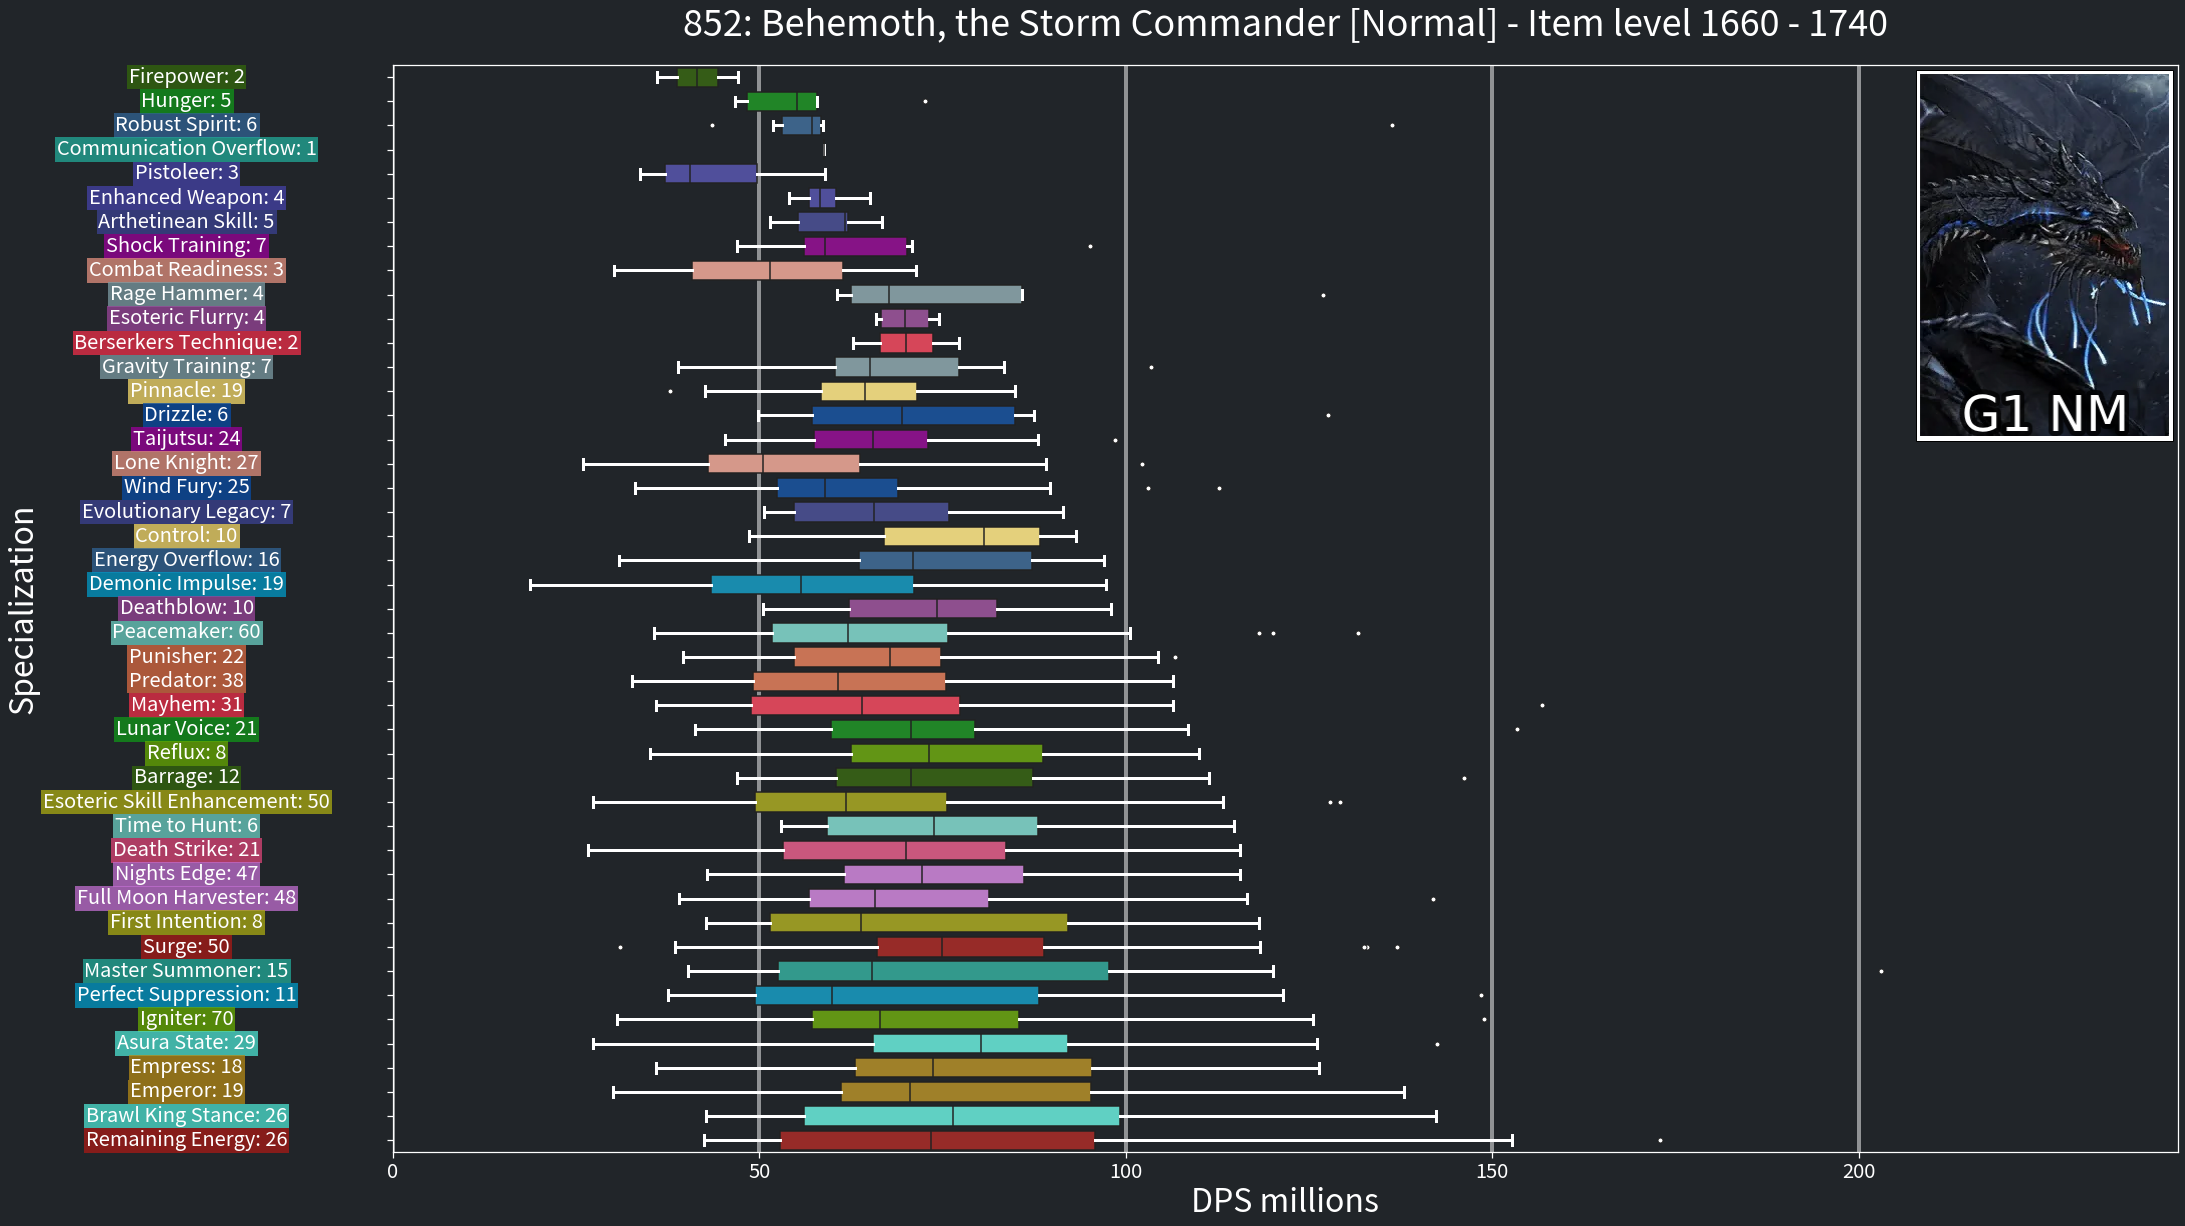 852: Behemoth, the Storm Commander [Normal] - Item level 1660 - 1740
Firepower: 2
Hunger: 5
Robust Spirit: 6
Communication Overflow: 1
Pistoleer: 3
Enhanced Weapon: 4
Arthetinean Skill: 5
Shock Training: 7
Combat Readiness: 3
Rage Hammer: 4
Esoteric Flurry: 4
Berserkers Technique: 2
Gravity Training: 7
Pinnacle: 19
Drizzle: 6
Taijutsu: 24
Lone Knight: 27
Wind Fury: 25
Evolutionary Legacy: 7
Control: 10
Energy Overflow: 16
Demonic Impulse: 19
Deathblow: 10
Peacemaker: 60
Punisher: 22
Predator: 38
Mayhem: 31
Lunar Voice: 21
Reflux: 8
Barrage: 12
Esoteric Skill Enhancement: 50
Time to Hunt: 6
Death Strike: 21
Nights Edge: 47
Full Moon Harvester: 48
First Intention: 8
Surge: 50
Master Summoner: 15
Perfect Suppression: 11
Igniter: 70
Asura State: 29
Empress: 18
Emperor: 19
Brawl King Stance: 26
Remaining Energy: 26
Specialization
G1 NM
0 50 100 150 200
DPS millions